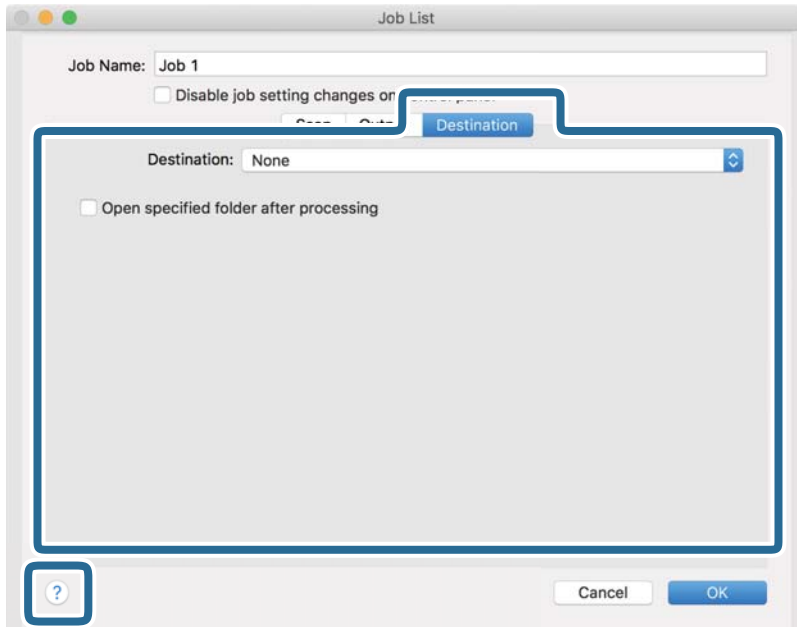 Job List
Job Name: Job 1
Disable job setting changes on
Destination
Destination: None
Open specified folder after processing
?
Cancel OK